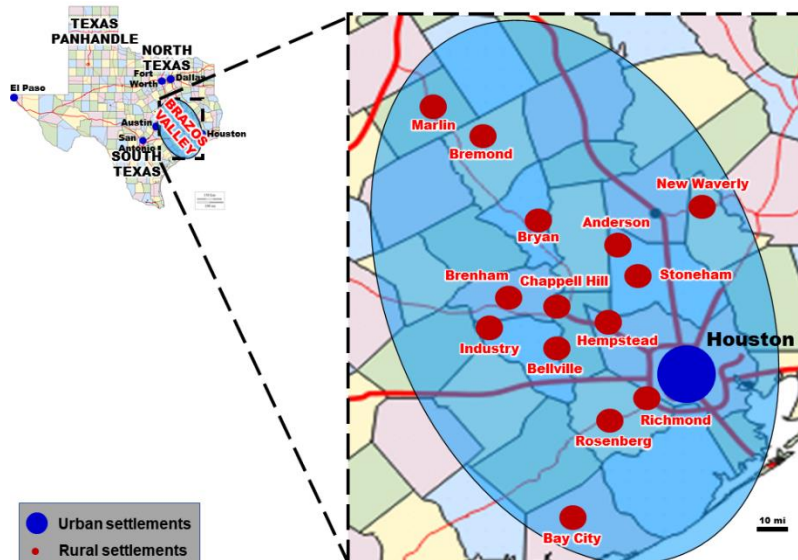 TEXAS
PANHANDLE
NORTH
TEXAS
Fort
Worth
Dallas
El Paso
Austin
San
Antonio
BRAZOS
VALLEY
Houston
SOUTH
TEXAS
Marlin
Bremond
New Waverly
Bryan
Anderson
Stoneham
Brenham
Chappell Hill
Industry
Hempstead
Houston
Bellville
Richmond
Rosenberg
Bay City
10 mi
Urban settlements
Rural settlements